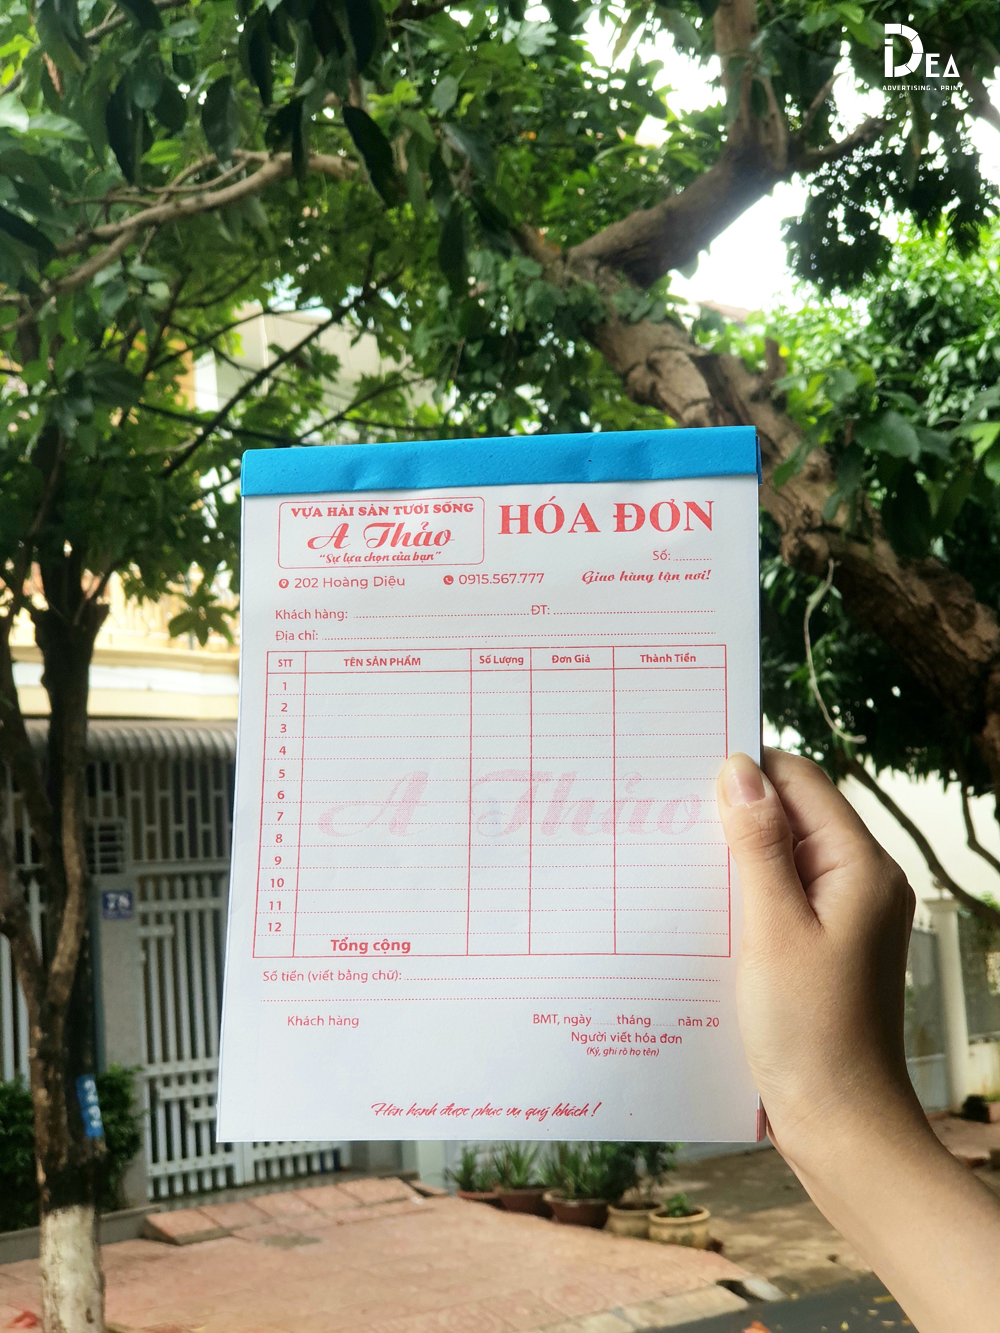 iDEA
ADVERTISING . PRINT
VỰA HẢI SẢN TƯƠI SỐNG
A Thảo
"Sự lựa chọn của bạn"
HÓA ĐƠN
Số: ............
Giao hàng tận nơi!
202 Hoàng Diệu
0915.567.777
Khách hàng: ............ ĐT: ............
Địa chỉ: ............
STT TÊN SẢN PHẨM Số Lượng Đơn Giá Thành Tiền
1
2
3
4
5
6
7
8
9
10
11
12
A Thảo
Tổng cộng
Số tiền (viết bằng chữ): ............
Khách hàng
BMT, ngày ...... tháng ...... năm 20
Người viết hóa đơn
(Ký, ghi rõ họ tên)
Hân hạnh được phục vụ quý khách !
78